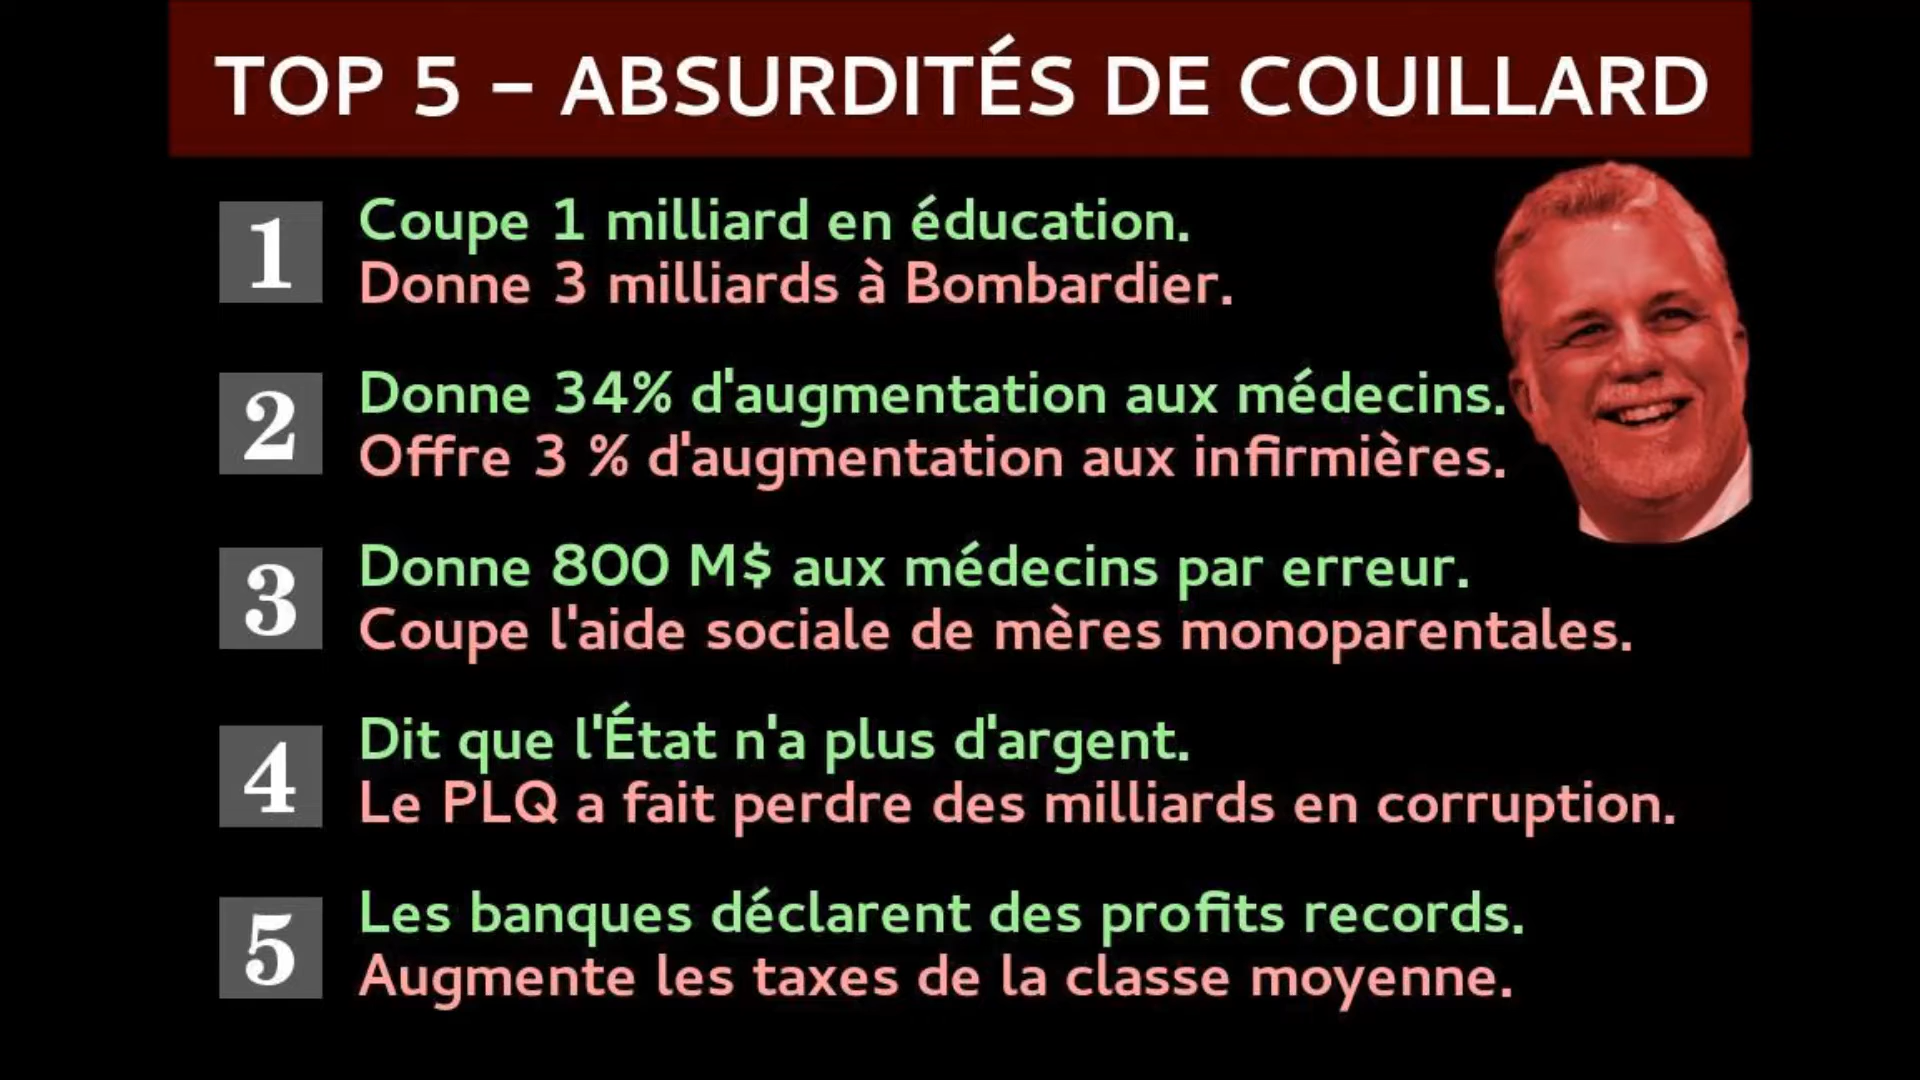 TOP 5 – ABSURDITÉS DE COUILLARD
1
Coupe 1 milliard en éducation.
Donne 3 milliards à Bombardier.
2
Donne 34% d'augmentation aux médecins.
Offre 3 % d'augmentation aux infirmières.
3
Donne 800 M$ aux médecins par erreur.
Coupe l'aide sociale de mères monoparentales.
4
Dit que l'État n'a plus d'argent.
Le PLQ a fait perdre des milliards en corruption.
5
Les banques déclarent des profits records.
Augmente les taxes de la classe moyenne.